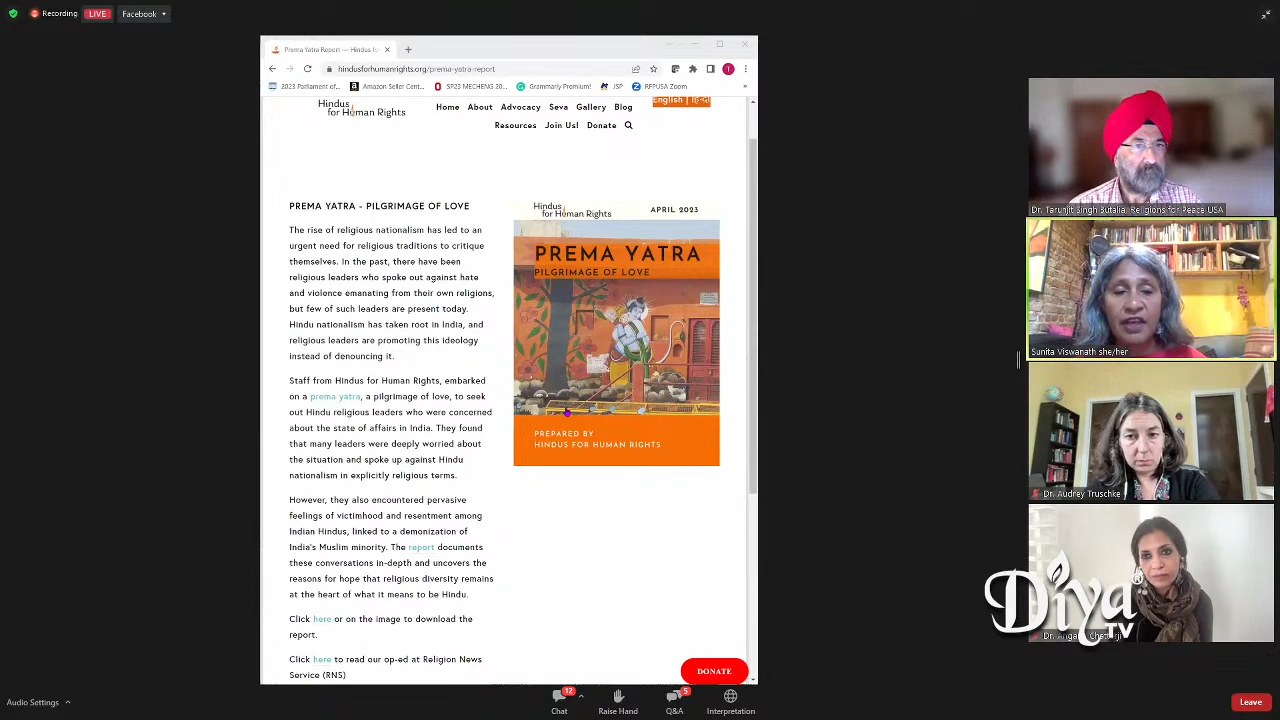 Recording
LIVE
Facebook
Prema Yatra Report — Hindus f
hindusforhumanrights.org/prema-yatra-report
2023 Parliament of...
Amazon Seller Cent...
SP23 MECHENG 20...
Grammarly Premium!
JSP
RFPUSA Zoom
»
Hindus
for Human Rights
Home About Advocacy Seva Gallery Blog
Resources Join Us! Donate
English | हिन्दी
PREMA YATRA - PILGRIMAGE OF LOVE
The rise of religious nationalism has led to an
urgent need for religious traditions to critique
themselves. In the past, there have been
religious leaders who spoke out against hate
and violence emanating from their own religions,
but few of such leaders are present today.
Hindu nationalism has taken root in India, and
religious leaders are promoting this ideology
instead of denouncing it.
Staff from Hindus for Human Rights, embarked
on a prema yatra, a pilgrimage of love, to seek
out Hindu religious leaders who were concerned
about the state of affairs in India. They found
that many leaders were deeply worried about
the situation and spoke up against Hindu
nationalism in explicitly religious terms.
However, they also encountered pervasive
feelings of victimhood and resentment among
Indian Hindus, linked to a demonization of
India's Muslim minority. The report documents
these conversations in-depth and uncovers the
reasons for hope that religious diversity remains
at the heart of what it means to be Hindu.
Click here or on the image to download the
report.
Click here to read our op-ed at Religion News
Service (RNS)
Hindus
for Human Rights
APRIL 2023
PREMA YATRA
PILGRIMAGE OF LOVE
PREPARED BY
HINDUS FOR HUMAN RIGHTS
DONATE
Dr. Tarunjit Singh Butalia, Religions for Peace USA
Sunita Viswanath she/her
Dr. Audrey Truschke
Dr. Angana Chatterji
Diya®
TV
Audio Settings
12
Chat
Raise Hand
5
Q&A
Interpretation
Leave